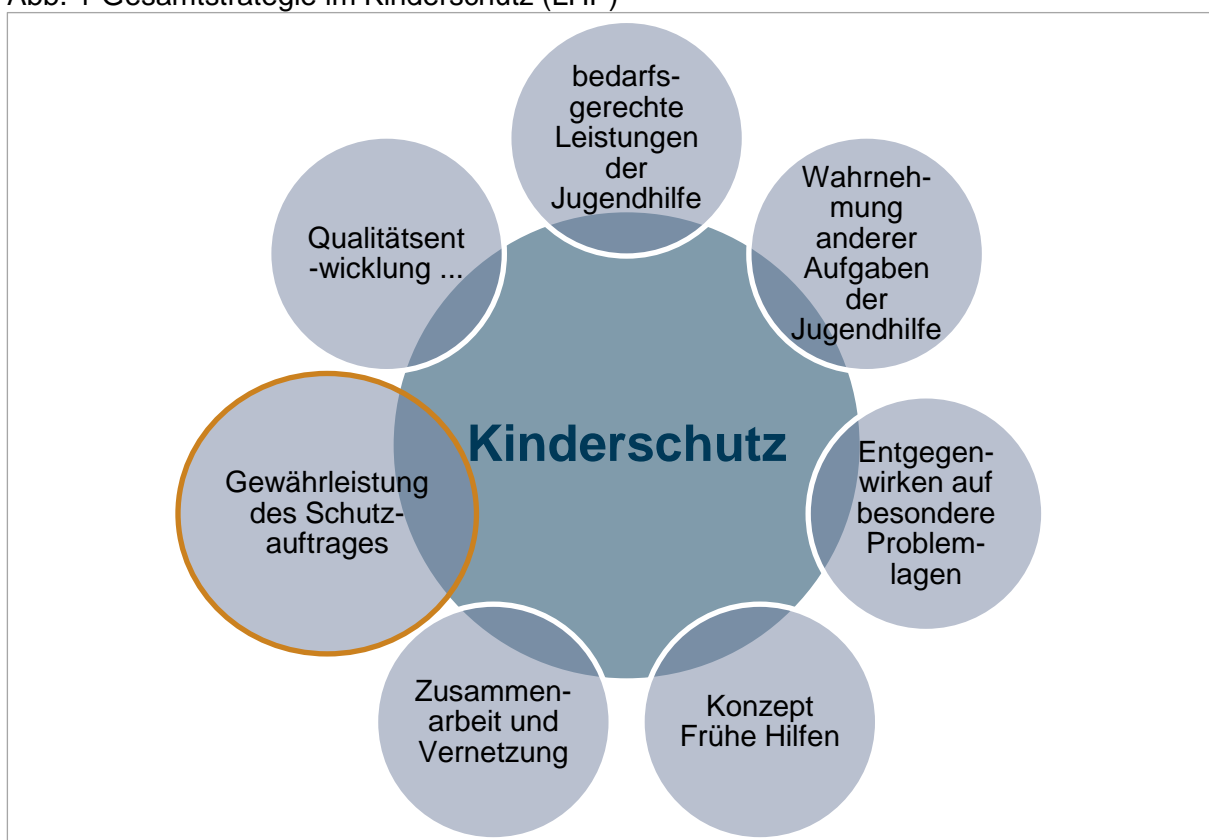 Abb. 1 Gesamtstrategie im Kinderschutz (LHP)
bedarfs-
gerechte
Leistungen
der
Jugendhilfe
Wahrneh-
mung
anderer
Aufgaben
der
Jugendhilfe
Entgegen-
wirken auf
besondere
Problem-
lagen
Konzept
Frühe Hilfen
Zusammen-
arbeit und
Vernetzung
Gewährleistung
des Schutz-
auftrages
Qualitätsent
-wicklung ...
Kinderschutz